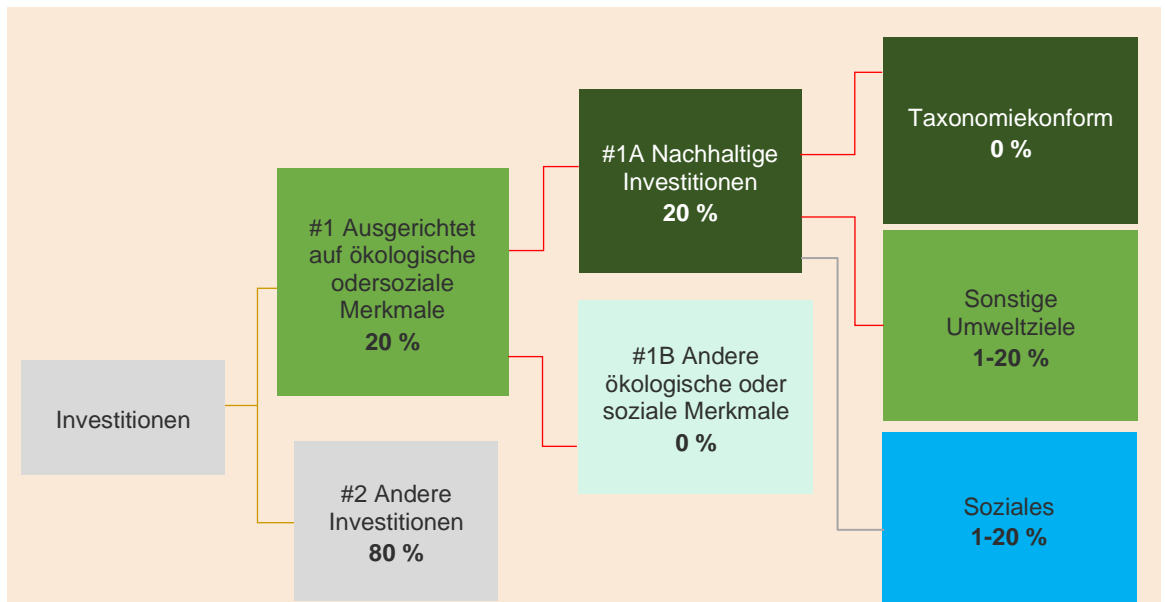 Investitionen
#1 Ausgerichtet
auf ökologische
odersoziale
Merkmale
20 %
#2 Andere
Investitionen
80 %
#1A Nachhaltige
Investitionen
20 %
#1B Andere
ökologische oder
soziale Merkmale
0 %
Taxonomiekonform
0 %
Sonstige
Umweltziele
1-20 %
Soziales
1-20 %